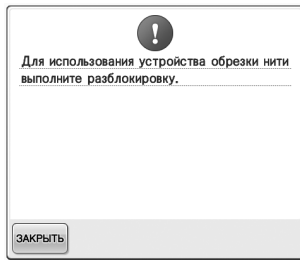 Для использования устройства обрезки нити
выполните разблокировку.
ЗАКРЫТЬ